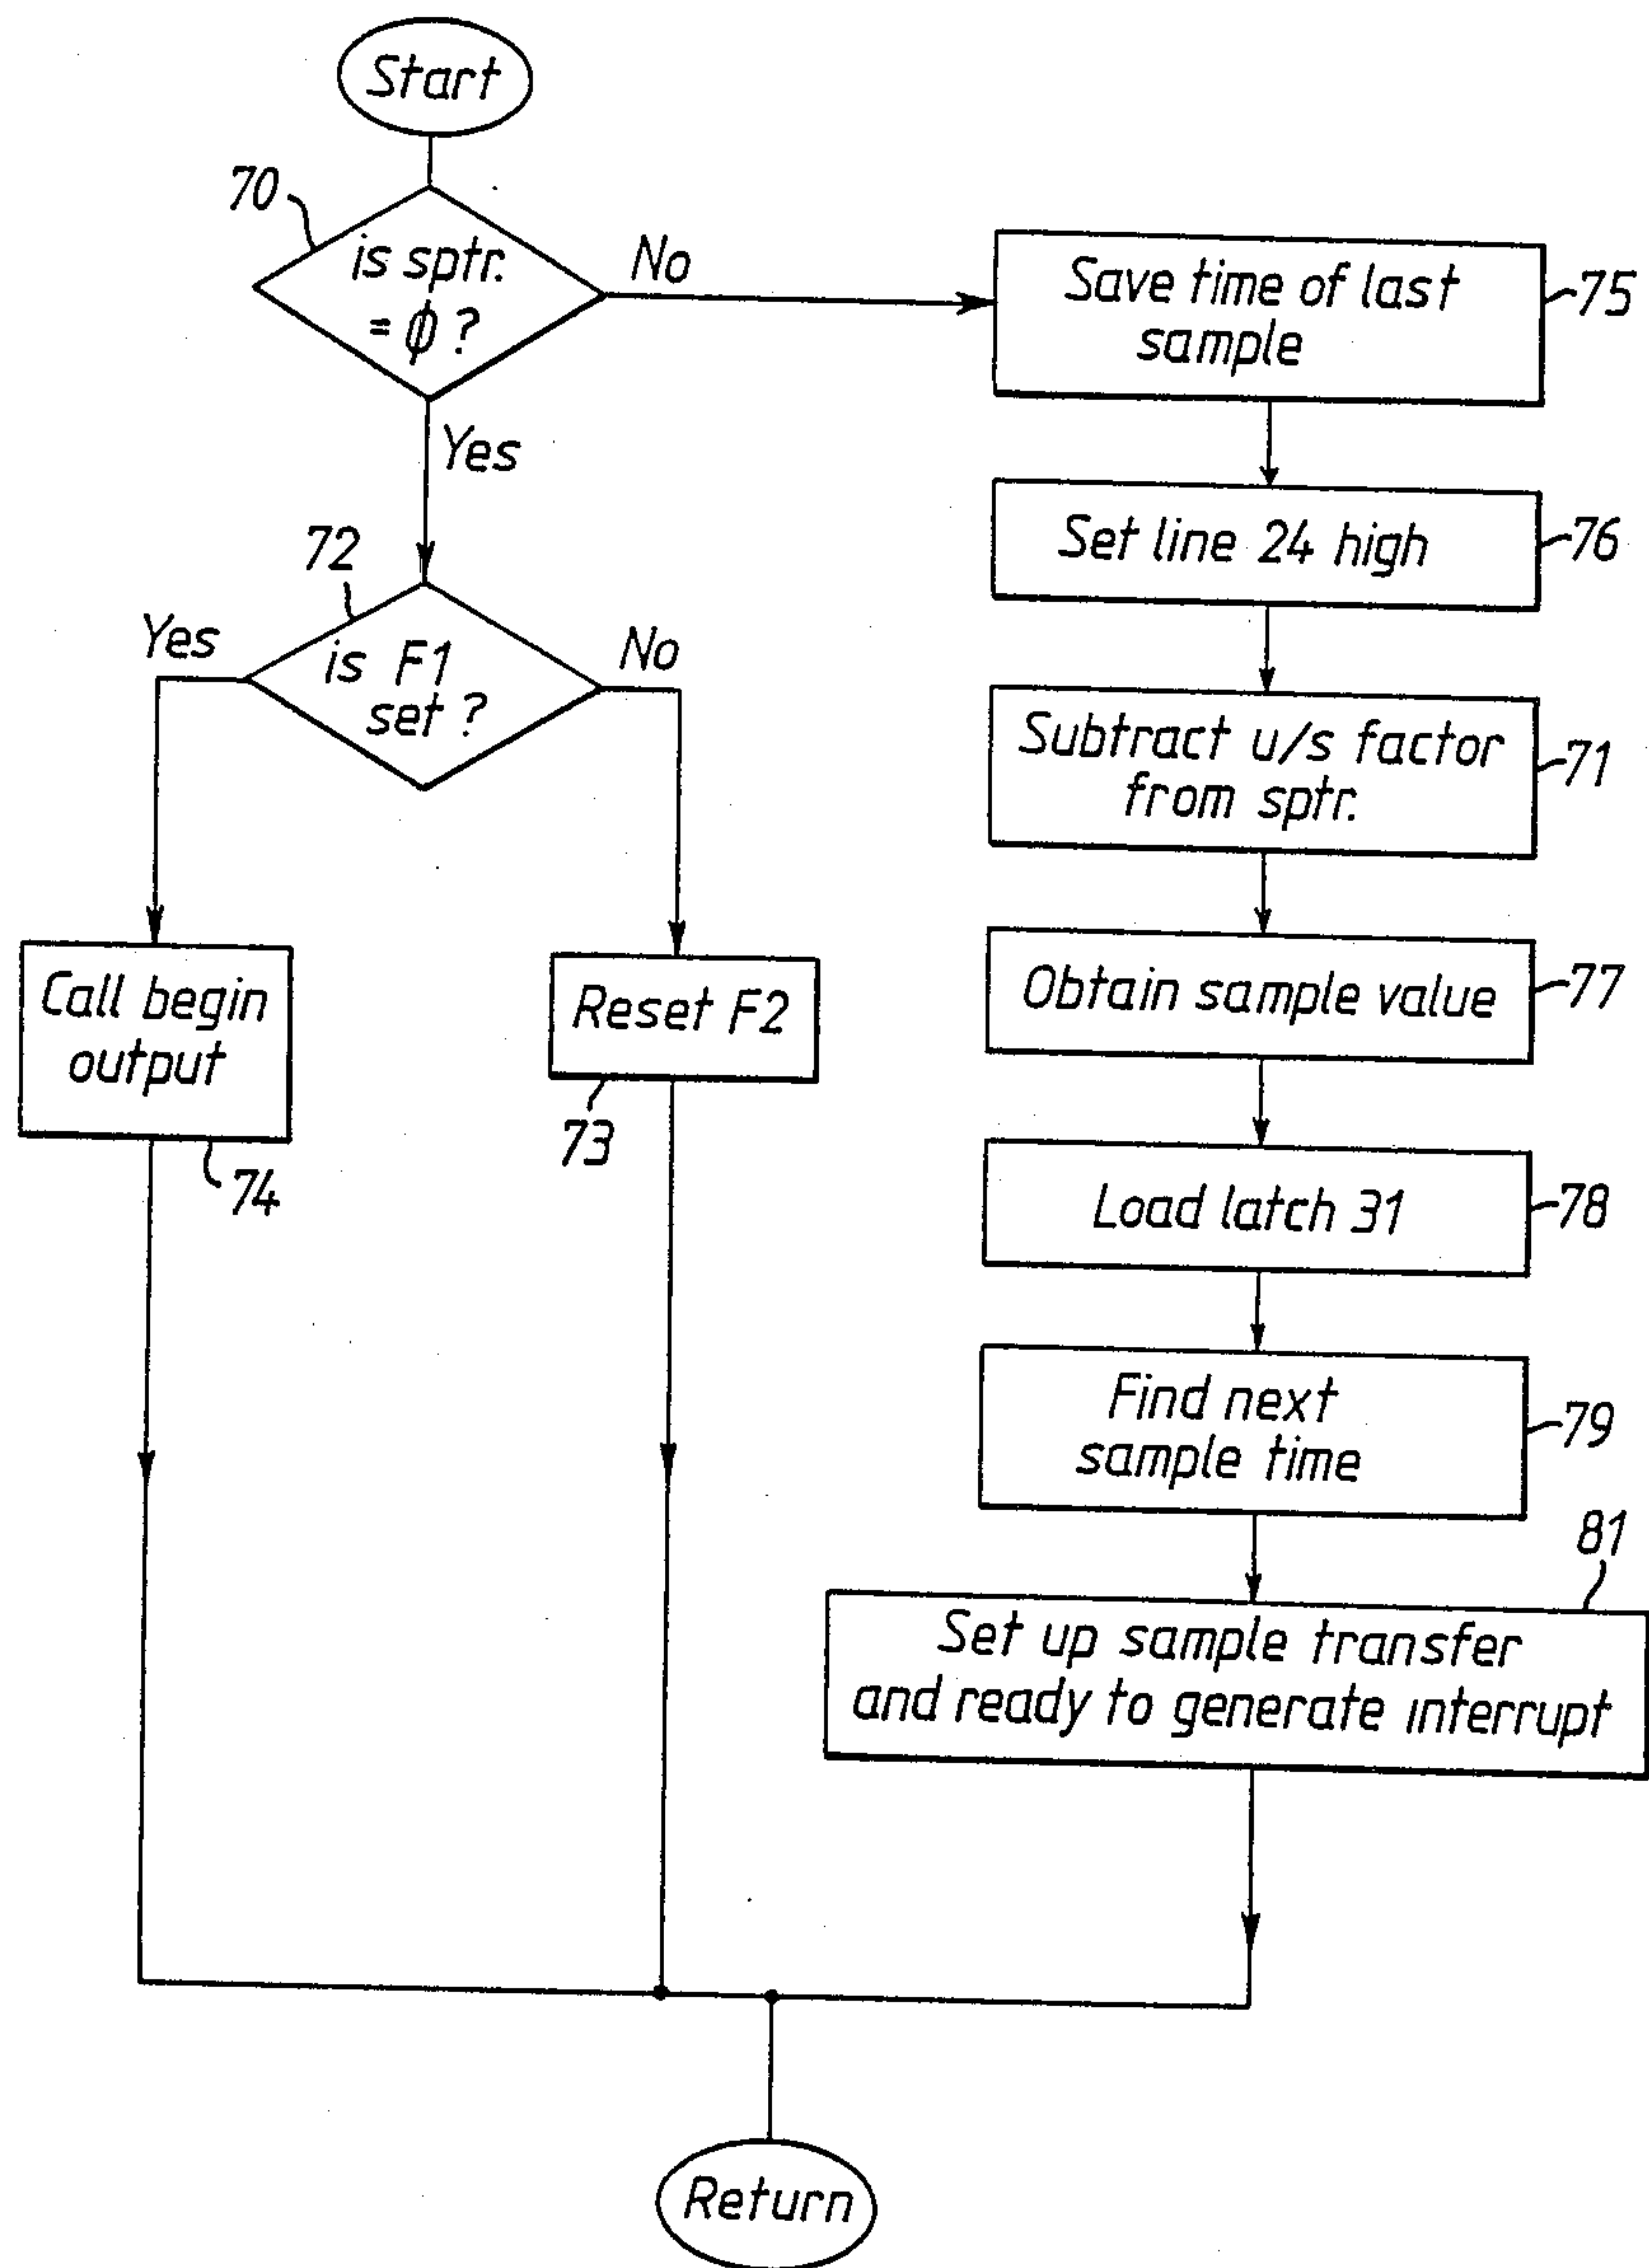 Start
70
is sptr.
= ϕ ?
No
Yes
Save time of last
sample
75
Set line 24 high
76
72
is F1
set ?
Yes
No
Subtract u/s factor
from sptr.
71
Call begin
output
74
Reset F2
73
Obtain sample value
77
Load latch 31
78
Find next
sample time
79
81
Set up sample transfer
and ready to generate interrupt
Return